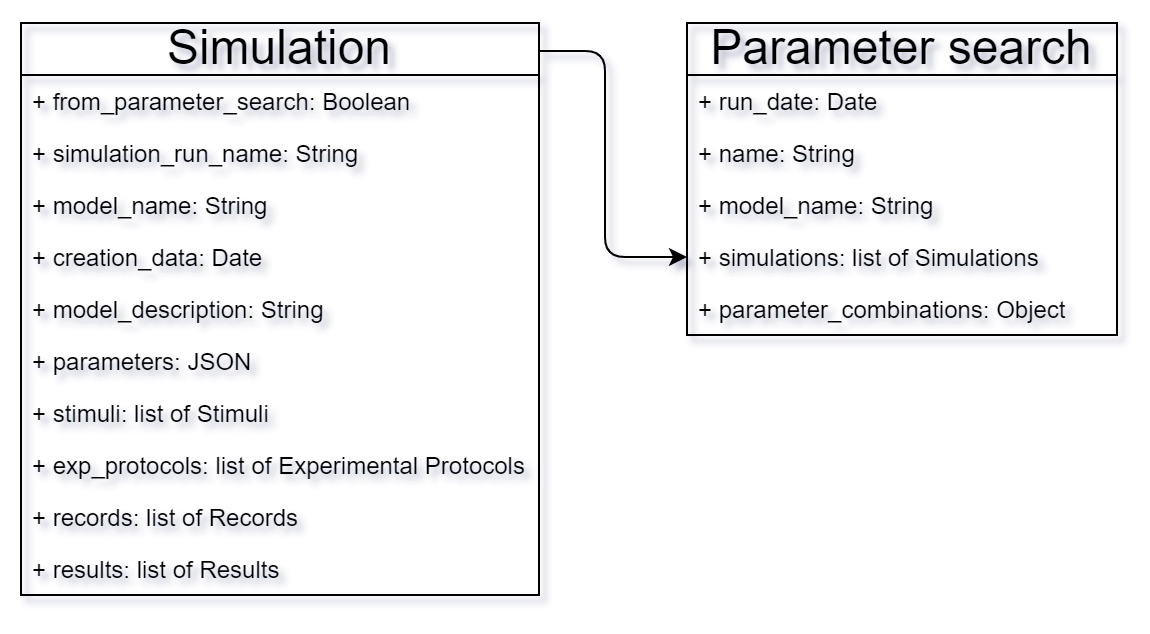 Simulation
+ from_parameter_search: Boolean
+ simulation_run_name: String
+ model_name: String
+ creation_data: Date
+ model_description: String
+ parameters: JSON
+ stimuli: list of Stimuli
+ exp_protocols: list of Experimental Protocols
+ records: list of Records
+ results: list of Results
Parameter search
+ run_date: Date
+ name: String
+ model_name: String
+ simulations: list of Simulations
+ parameter_combinations: Object